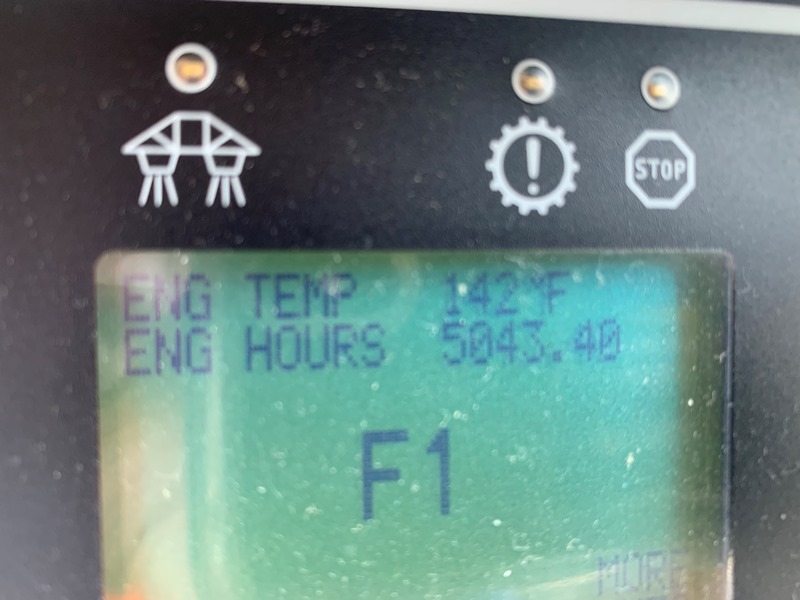 STOP
ENG TEMP 142°F
ENG HOURS 5043.40
F1
MORE